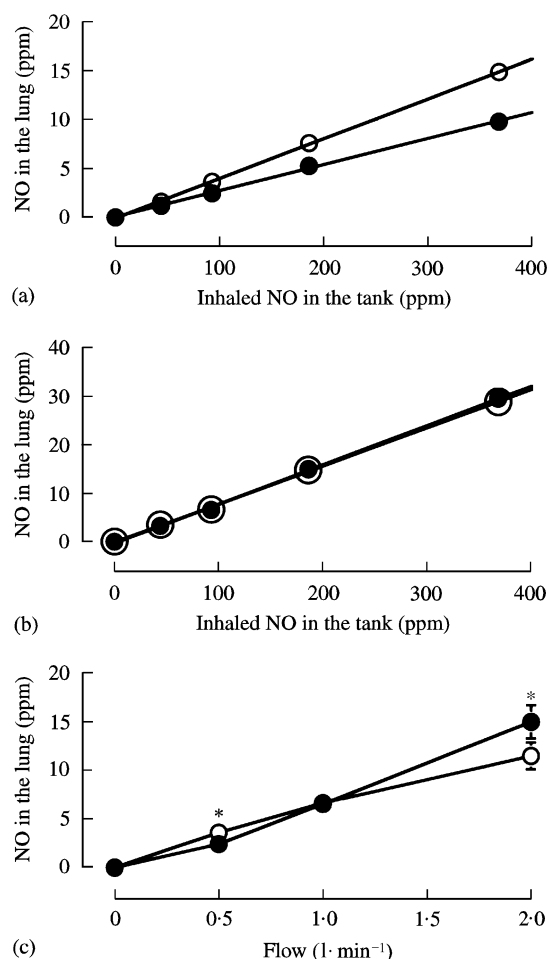 20
15
10
5
0
NO in the lung (ppm)
0 100 200 300 400
(a) Inhaled NO in the tank (ppm)
40
30
20
10
0
NO in the lung (ppm)
0 100 200 300 400
(b) Inhaled NO in the tank (ppm)
20
15
10
5
0
NO in the lung (ppm)
*
*
0 0·5 1·0 1·5 2·0
(c) Flow (l· min⁻¹)